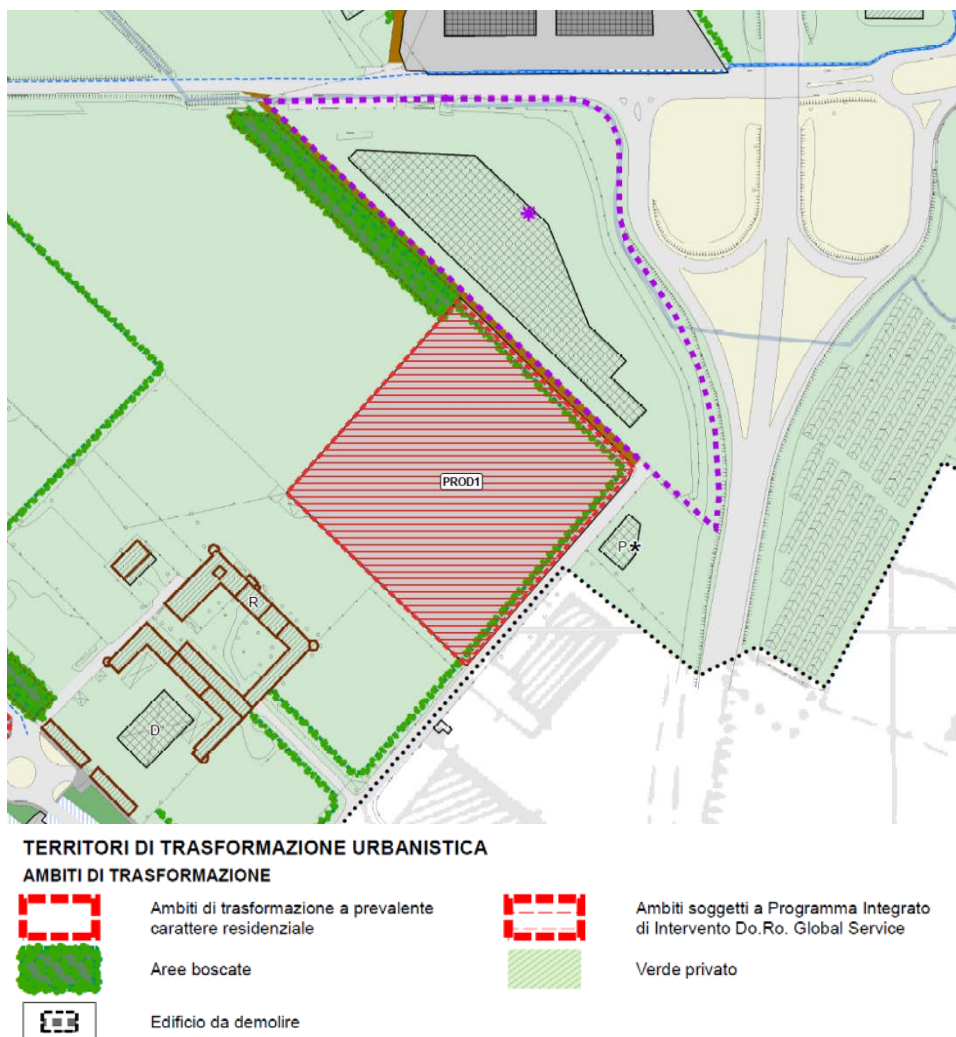 PROD1
P*
R
D
TERRITORI DI TRASFORMAZIONE URBANISTICA
AMBITI DI TRASFORMAZIONE
Ambiti di trasformazione a prevalente
carattere residenziale
Ambiti soggetti a Programma Integrato
di Intervento Do.Ro. Global Service
Aree boscate
Verde privato
Edificio da demolire